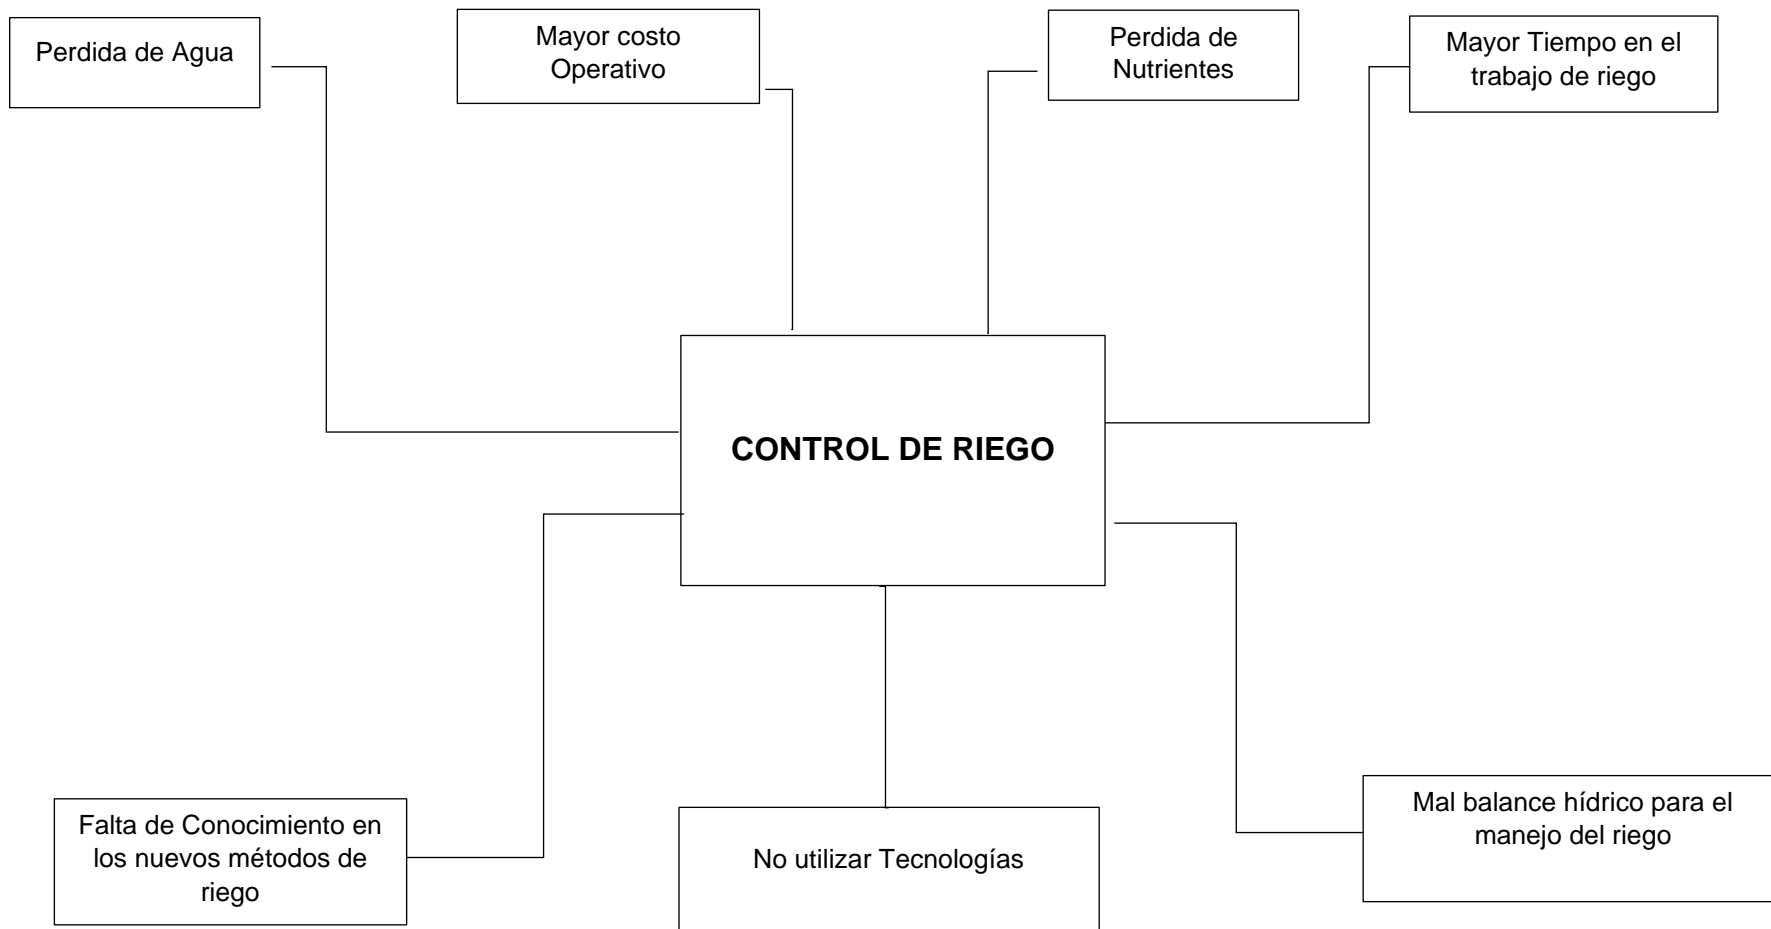 Perdida de Agua
Mayor costo
Operativo
Perdida de
Nutrientes
Mayor Tiempo en el
trabajo de riego
CONTROL DE RIEGO
Falta de Conocimiento en
los nuevos métodos de
riego
No utilizar Tecnologías
Mal balance hídrico para el
manejo del riego